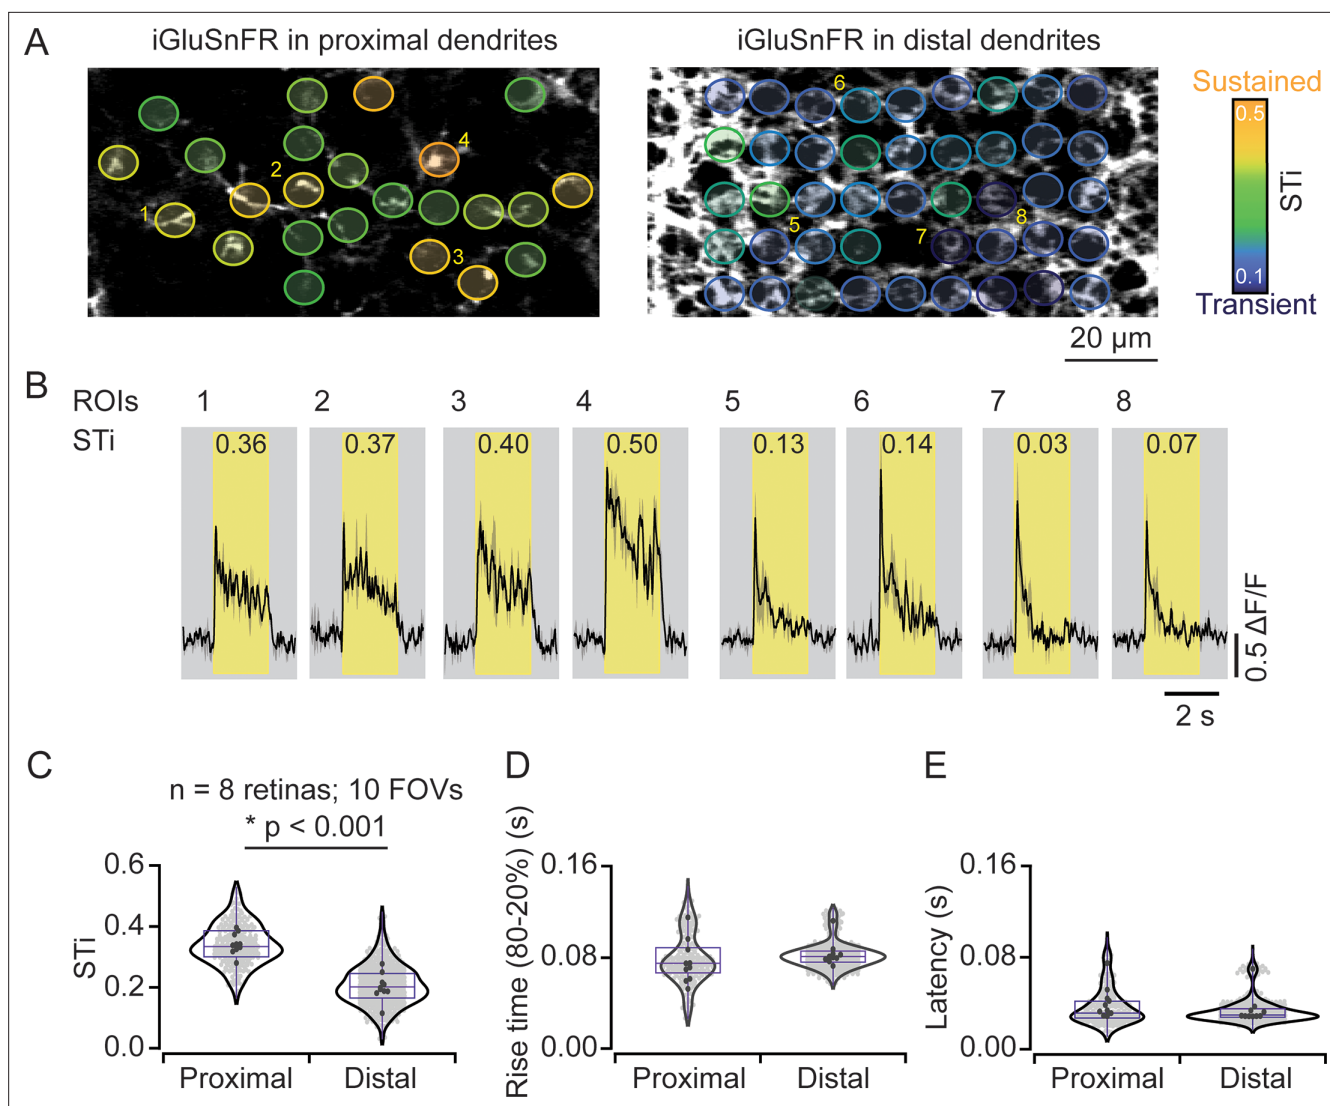 A
iGluSnFR in proximal dendrites
iGluSnFR in distal dendrites
1
2
3
4
5
6
7
8
Sustained
0.5
STi
0.1
Transient
20 µm
B
ROIs 1 2 3 4 5 6 7 8
STi 0.36 0.37 0.40 0.50 0.13 0.14 0.03 0.07
0.5 ΔF/F
2 s
C
n = 8 retinas; 10 FOVs
* p < 0.001
STi
0.6
0.4
0.2
0.0
Proximal Distal
D
Rise time (80-20%) (s)
0.16
0.08
0.00
Proximal Distal
E
Latency (s)
0.16
0.08
0.00
Proximal Distal